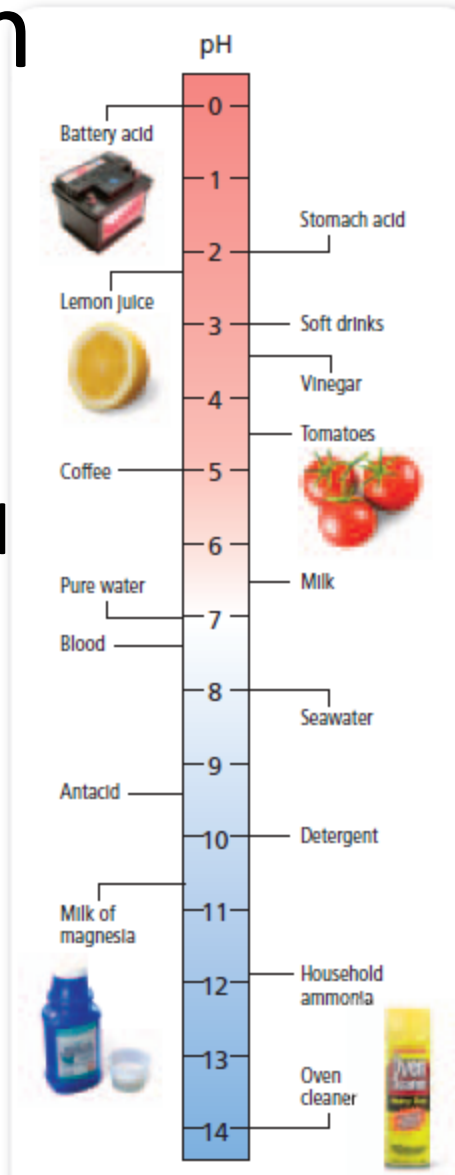 n
pH
0
Battery acid
1
Stomach acid
2
Lemon juice
3
Soft drinks
Vinegar
4
Tomatoes
Coffee
5
6
Milk
Pure water
7
Blood
8
Seawater
9
Antacid
10
Detergent
11
Milk of
magnesia
12
Household
ammonia
13
Oven
cleaner
14
Oven
Cleaner